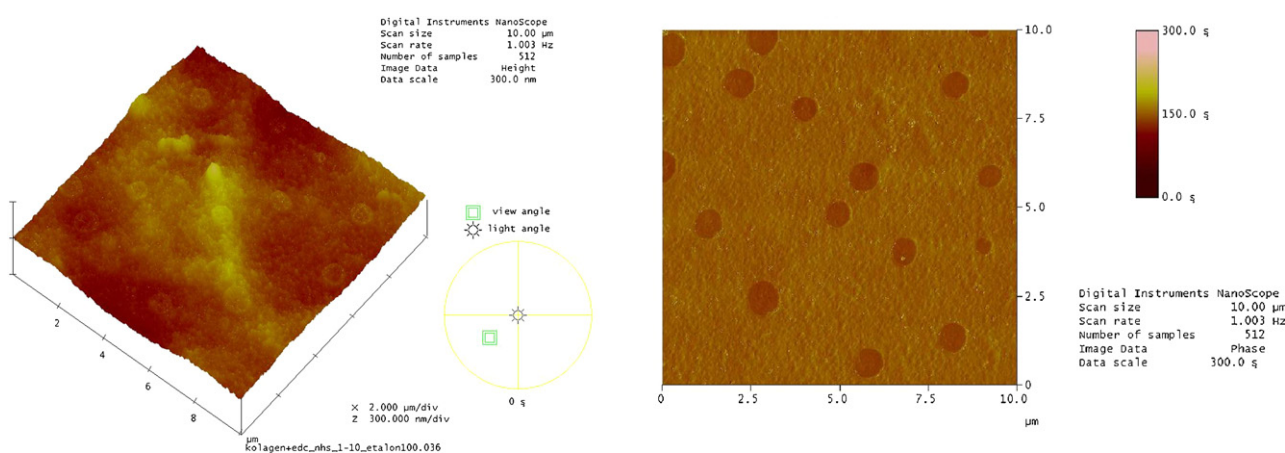 Digital Instruments NanoScope
Scan size 10.00 µm
Scan rate 1.003 Hz
Number of samples 512
Image Data Height
Data scale 300.0 nm
view angle
light angle
0 §
2
4
6
8
µm
X 2.000 µm/div
Z 300.000 nm/div
kolagen+edc_nhs_1-10_etalon100.036
10.0
7.5
5.0
2.5
0
0 2.5 5.0 7.5 10.0
µm
300.0 §
150.0 §
0.0 §
Digital Instruments NanoScope
Scan size 10.00 µm
Scan rate 1.003 Hz
Number of samples 512
Image Data Phase
Data scale 300.0 §